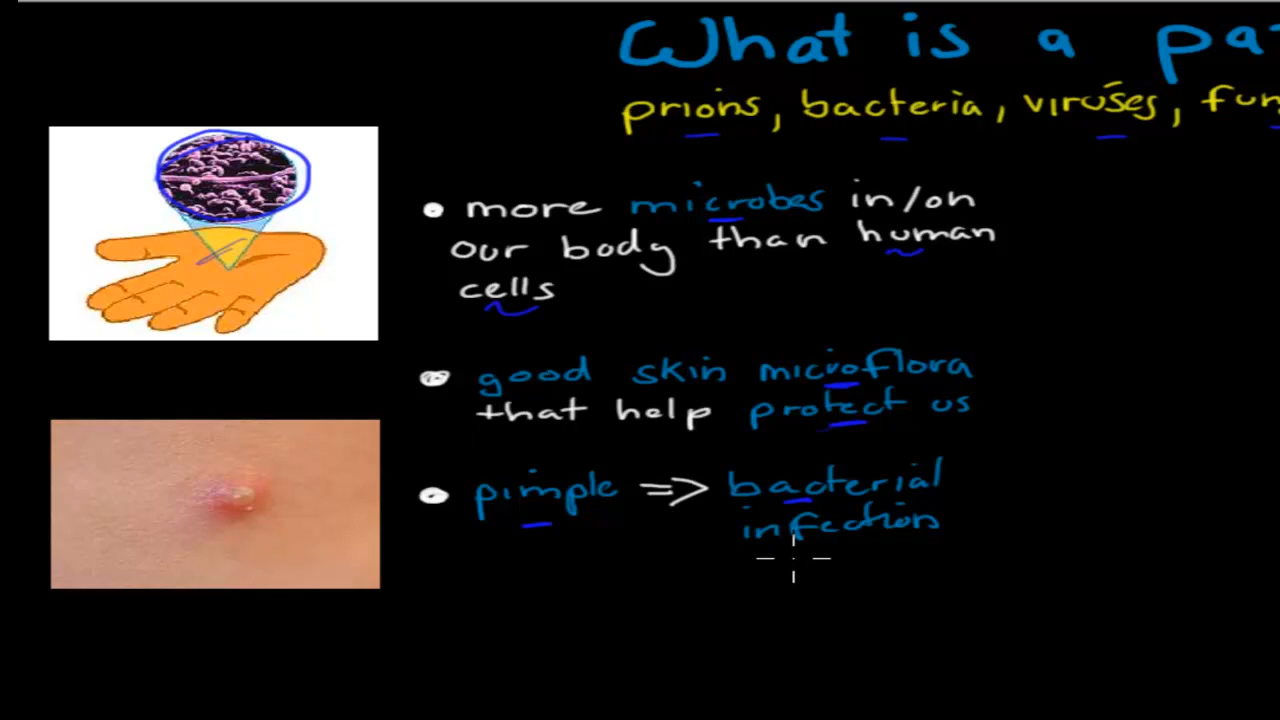 What is a pa
prions, bacteria, viruses, fun
• more microbes in/on
our body than human
cells
• good skin microflora
that help protect us
• pimple => bacterial
infection